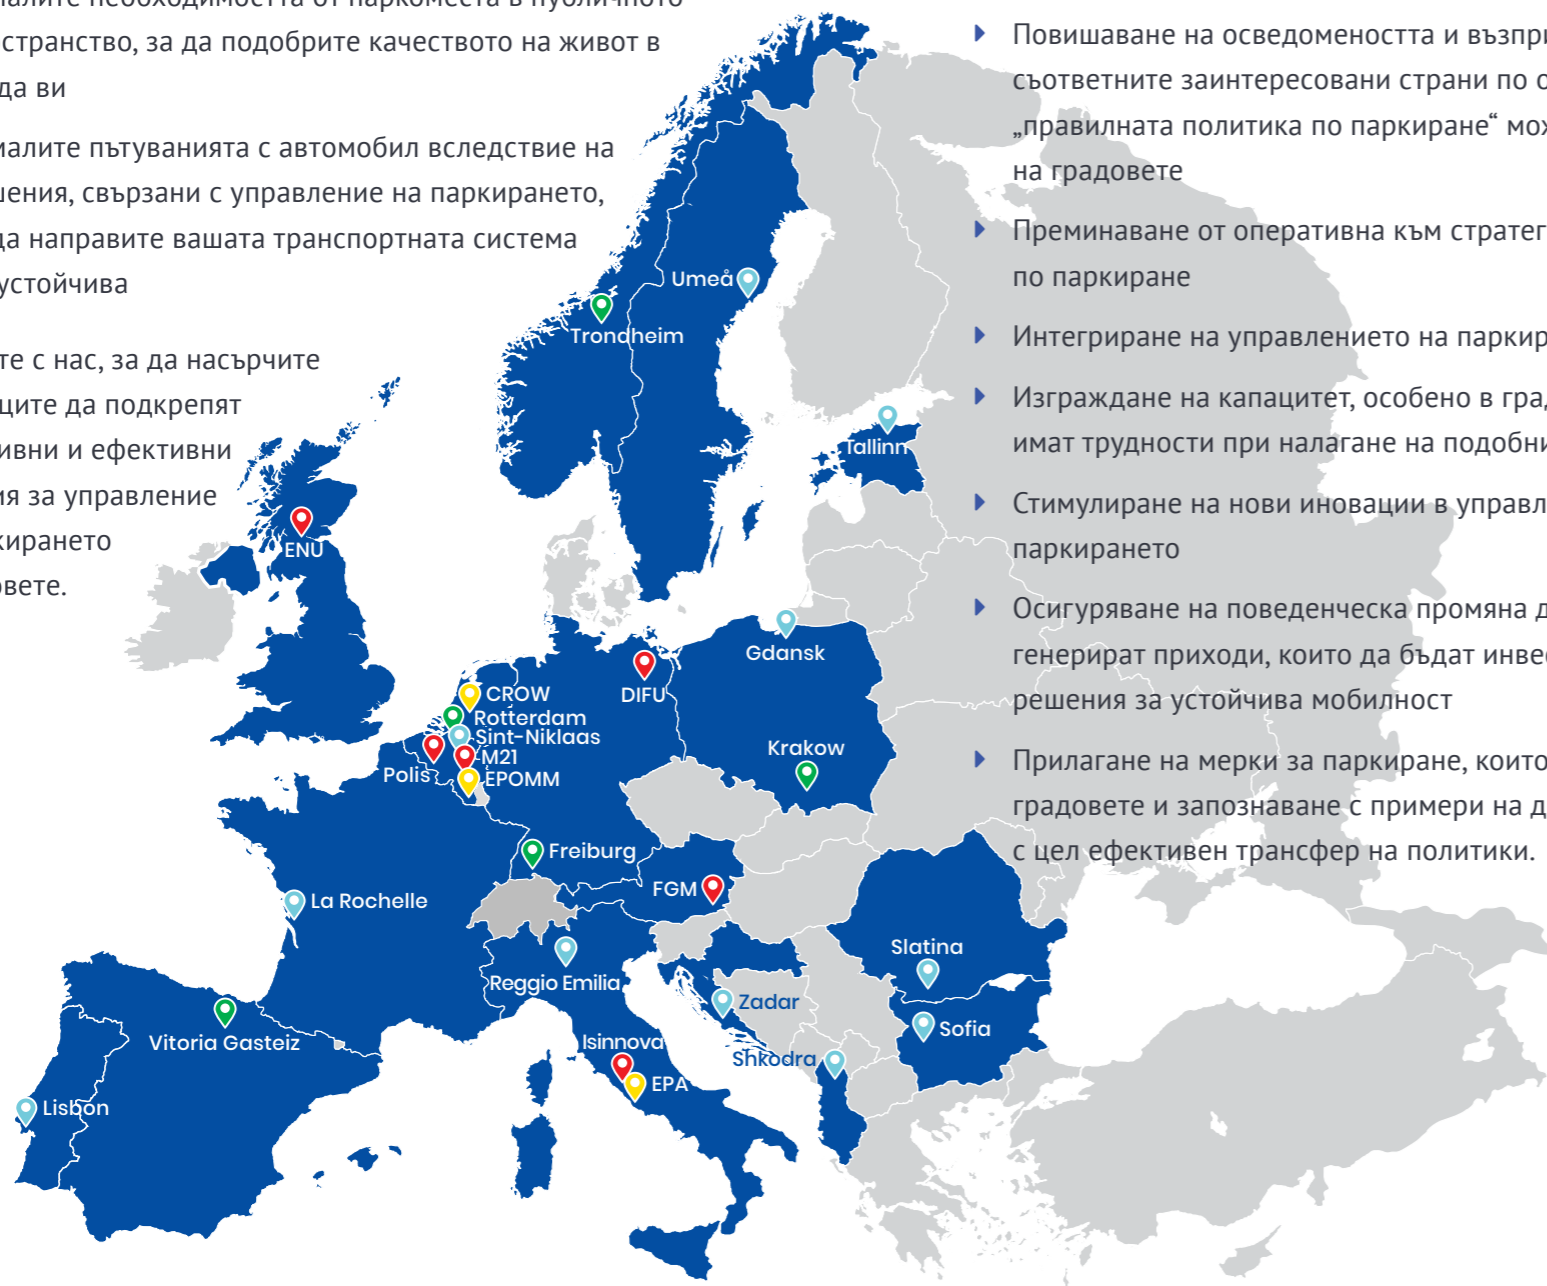 малите необходимостта от паркоместа в публичното
странство, за да подобрите качеството на живот в
да ви
малите пътуванията с автомобил вследствие на
шения, свързани с управление на паркирането,
да направите вашата транспортната система
устойчива
те с нас, за да насърчите
ците да подкрепят
ивни и ефективни
ия за управление
кирането
овете.
Повишаване на осведомеността и възпри
съответните заинтересовани страни по о
„правилната политика по паркиране“ мож
на градовете
Преминаване от оперативна към стратег
по паркиране
Интегриране на управлението на паркир
Изграждане на капацитет, особено в град
имат трудности при налагане на подобни
Стимулиране на нови иновации в управл
паркирането
Осигуряване на поведенческа промяна д
генерират приходи, които да бъдат инвес
решения за устойчива мобилност
Прилагане на мерки за паркиране, които
градовете и запознаване с примери на д
с цел ефективен трансфер на политики.
Umeå
Trondheim
Tallinn
ENU
Gdansk
DIFU
CROW
Rotterdam
Sint-Niklaas
M21
Polis
EPOMM
Krakow
Freiburg
FGM
La Rochelle
Slatina
Reggio Emilia
Zadar
Sofia
Vitoria Gasteiz
Isinnova
Shkodra
EPA
Lisbon